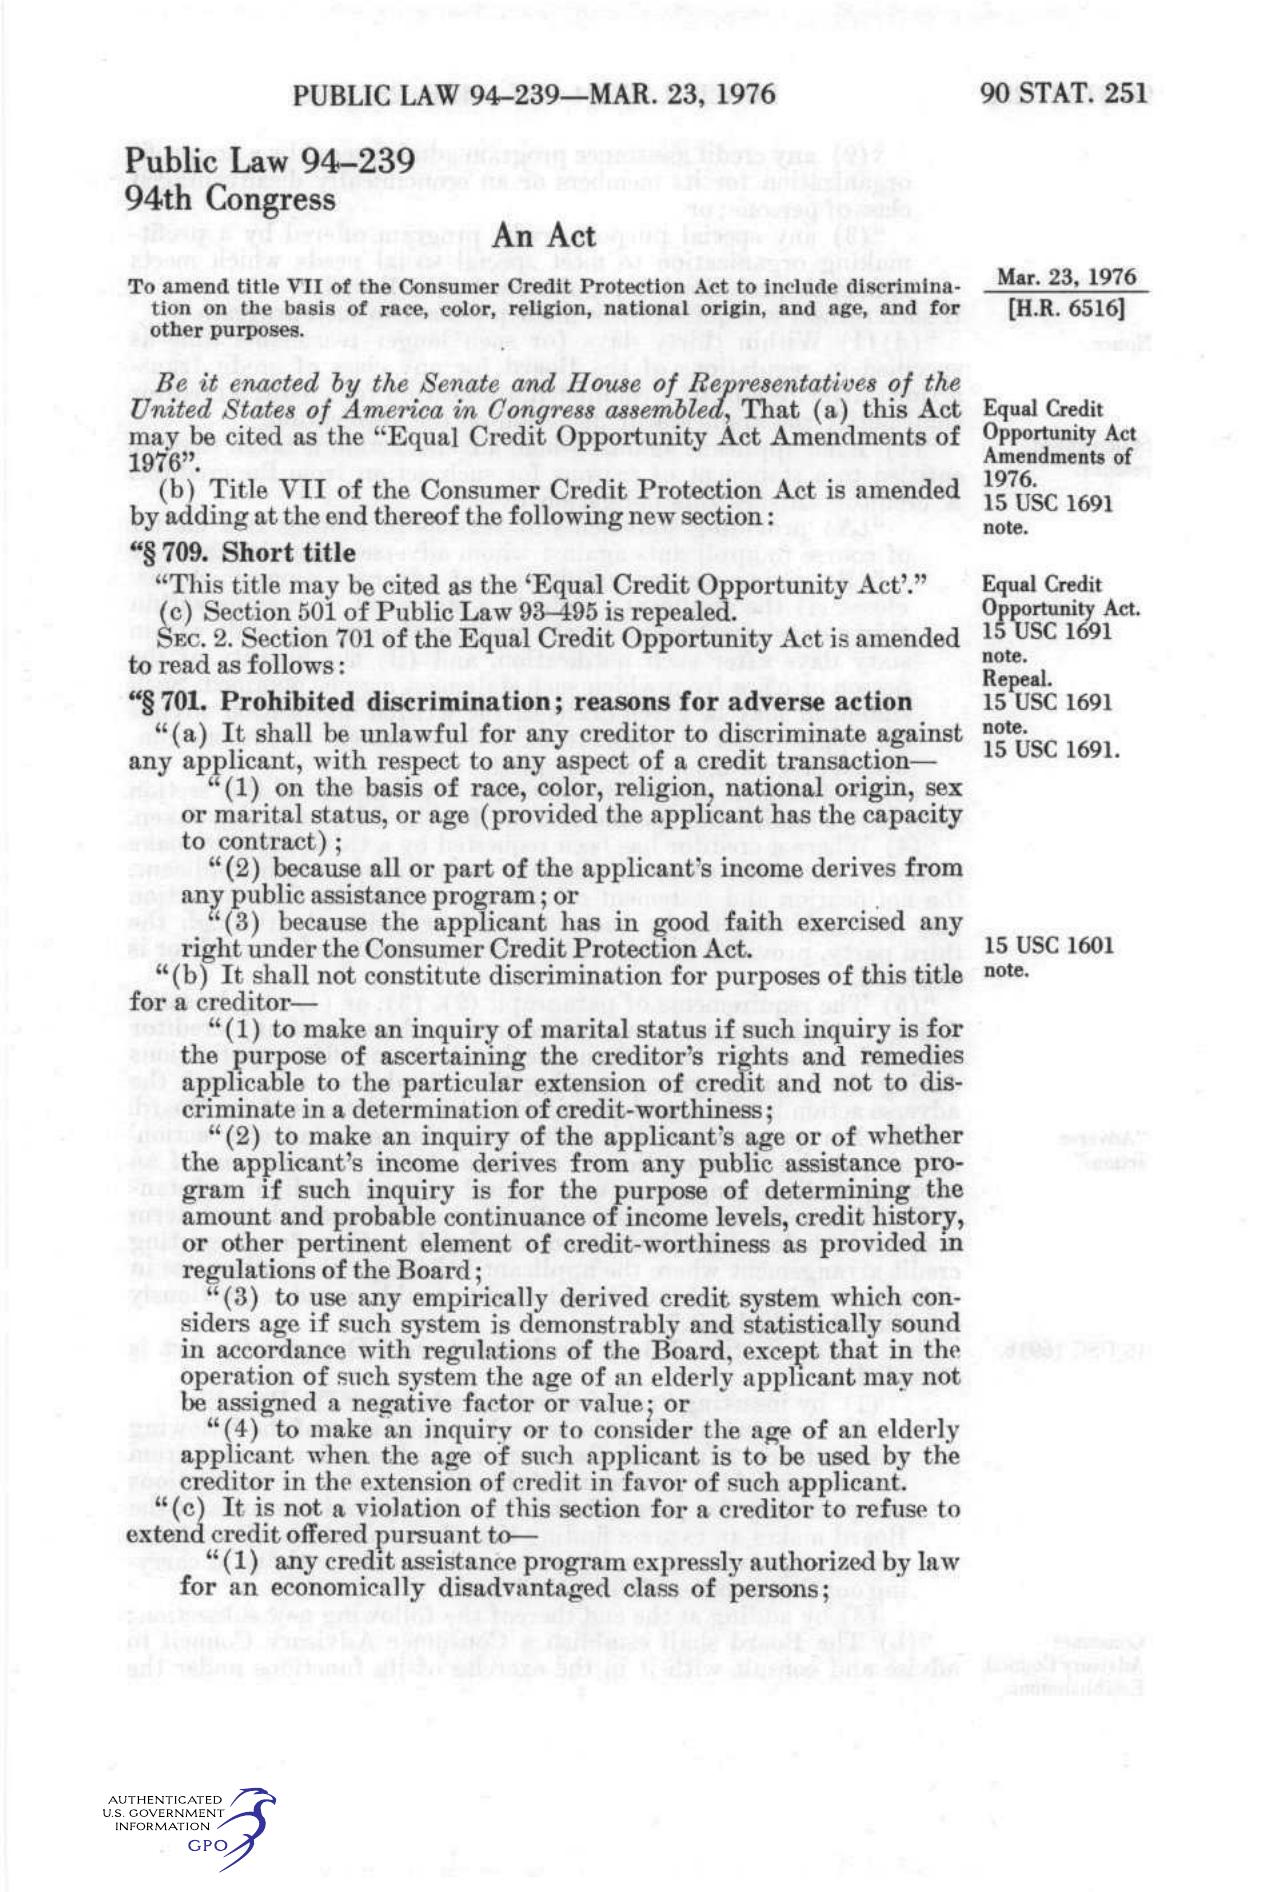 PUBLIC LAW 94–239—MAR. 23, 1976
90 STAT. 251
Public Law 94–239
94th Congress
An Act
To amend title VII of the Consumer Credit Protection Act to include discrimina-
tion on the basis of race, color, religion, national origin, and age, and for
other purposes.
Mar. 23, 1976
[H.R. 6516]
Be it enacted by the Senate and House of Representatives of the
United States of America in Congress assembled, That (a) this Act
may be cited as the “Equal Credit Opportunity Act Amendments of
1976”.
Equal Credit
Opportunity Act
Amendments of
1976.
15 USC 1691
note.
(b) Title VII of the Consumer Credit Protection Act is amended
by adding at the end thereof the following new section:
“§ 709. Short title
“This title may be cited as the ‘Equal Credit Opportunity Act’.”
(c) Section 501 of Public Law 93–495 is repealed.
SEC. 2. Section 701 of the Equal Credit Opportunity Act is amended
to read as follows:
Equal Credit
Opportunity Act.
15 USC 1691
note.
Repeal.
15 USC 1691
note.
15 USC 1691.
“§ 701. Prohibited discrimination; reasons for adverse action
“(a) It shall be unlawful for any creditor to discriminate against
any applicant, with respect to any aspect of a credit transaction—
“(1) on the basis of race, color, religion, national origin, sex
or marital status, or age (provided the applicant has the capacity
to contract);
“(2) because all or part of the applicant’s income derives from
any public assistance program; or
“(3) because the applicant has in good faith exercised any
right under the Consumer Credit Protection Act.
15 USC 1601
note.
“(b) It shall not constitute discrimination for purposes of this title
for a creditor—
“(1) to make an inquiry of marital status if such inquiry is for
the purpose of ascertaining the creditor’s rights and remedies
applicable to the particular extension of credit and not to dis-
criminate in a determination of credit-worthiness;
“(2) to make an inquiry of the applicant’s age or of whether
the applicant’s income derives from any public assistance pro-
gram if such inquiry is for the purpose of determining the
amount and probable continuance of income levels, credit history,
or other pertinent element of credit-worthiness as provided in
regulations of the Board;
“(3) to use any empirically derived credit system which con-
siders age if such system is demonstrably and statistically sound
in accordance with regulations of the Board, except that in the
operation of such system the age of an elderly applicant may not
be assigned a negative factor or value; or
“(4) to make an inquiry or to consider the age of an elderly
applicant when the age of such applicant is to be used by the
creditor in the extension of credit in favor of such applicant.
“(c) It is not a violation of this section for a creditor to refuse to
extend credit offered pursuant to—
“(1) any credit assistance program expressly authorized by law
for an economically disadvantaged class of persons;
AUTHENTICATED
U.S. GOVERNMENT
INFORMATION
GPO